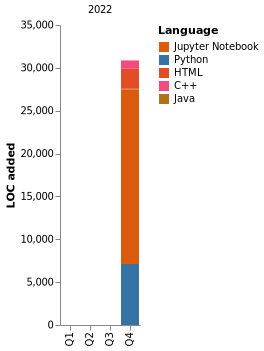 2022
Language
Jupyter Notebook
Python
HTML
C++
Java
LOC added
35,000
30,000
25,000
20,000
15,000
10,000
5,000
0
Q1
Q2
Q3
Q4